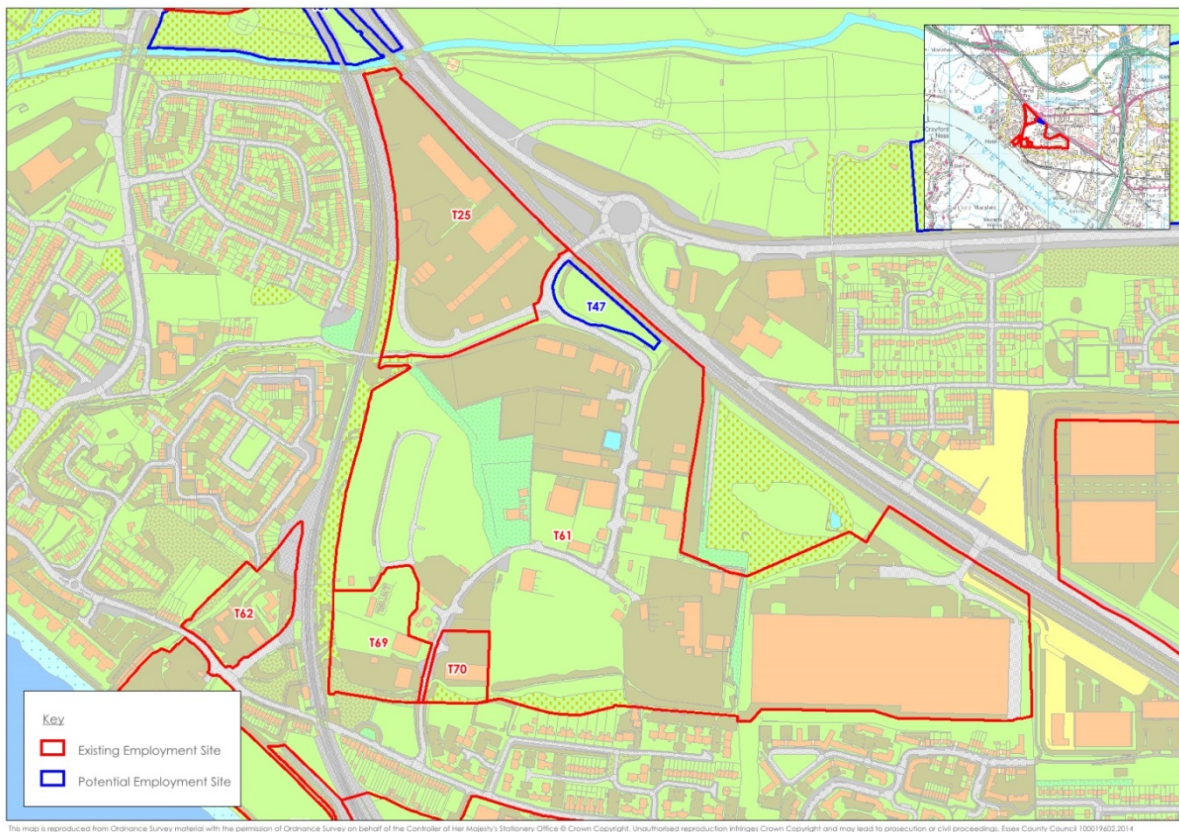 T25
T47
T61
T62
T69
T70
Key
Existing Employment Site
Potential Employment Site
This map is reproduced from Ordnance Survey material with the permission of Ordnance Survey on behalf of the Controller of Her Majesty's Stationery Office © Crown Copyright. Unauthorised reproduction infringes Crown Copyright and may lead to prosecution or civil proceedings. Essex County Council 100019602,2014